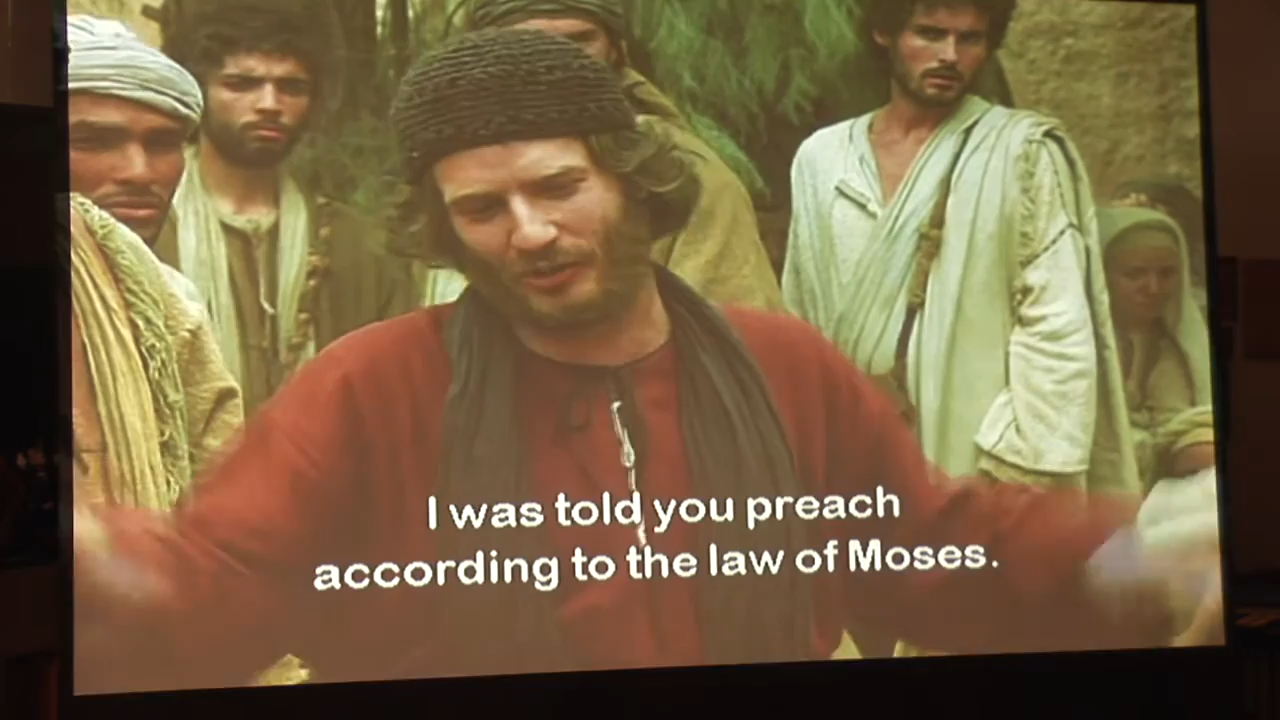 I was told you preach
according to the law of Moses.